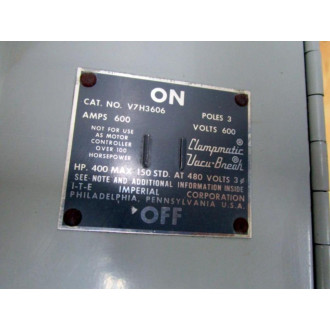 ON
CAT. NO. V7H3606
POLES 3
AMPS 600
VOLTS 600
NOT FOR USE
AS MOTOR
CONTROLLER
OVER 100
HORSEPOWER
Clampmatic
Vacu-Break
HP. 400 MAX. 150 STD. AT 480 VOLTS 3ø
SEE NOTE AND ADDITIONAL INFORMATION INSIDE
I-T-E IMPERIAL CORPORATION
PHILADELPHIA, PENNSYLVANIA U.S.A.
OFF